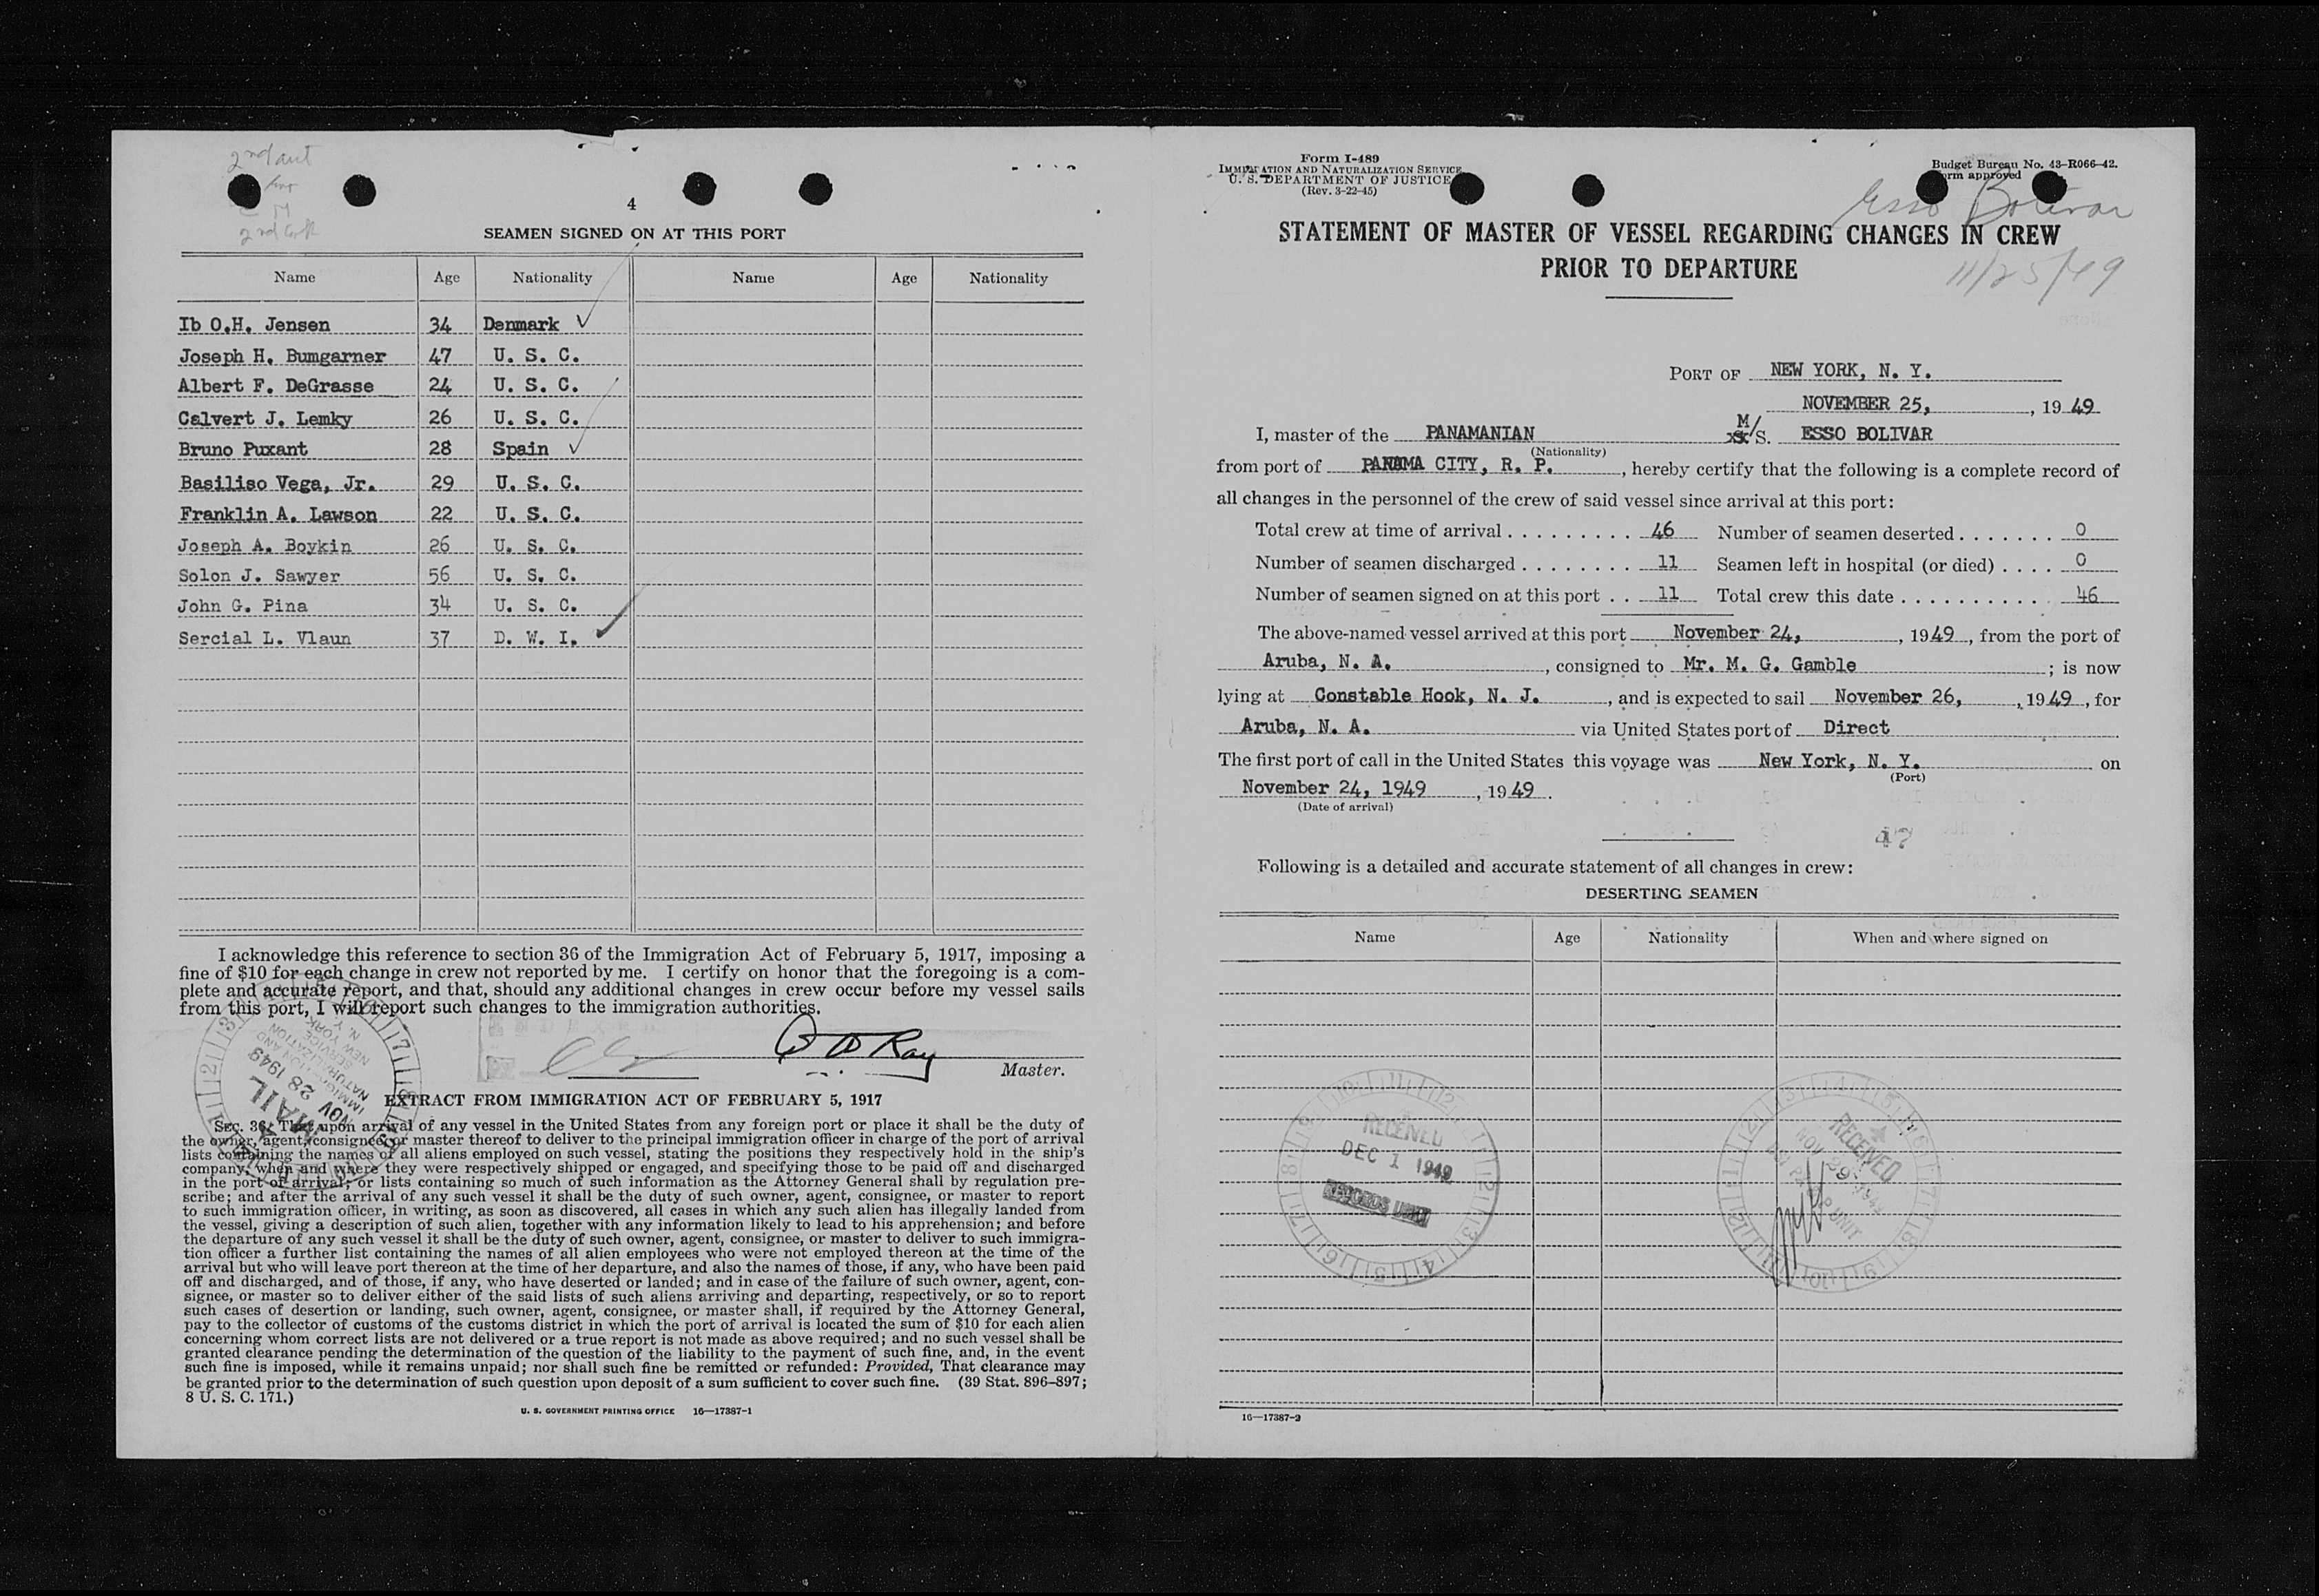 2nd
2nd Cook
4
SEAMEN SIGNED ON AT THIS PORT
Name Age Nationality Name Age Nationality
Ib O.H. Jensen 34 Denmark ✓
Joseph H. Bumgarner 47 U. S. C.
Albert F. DeGrasse 24 U. S. C.
Calvert J. Lemky 26 U. S. C.
Bruno Puxant 28 Spain ✓
Basiliso Vega, Jr. 29 U. S. C.
Franklin A. Lawson 22 U. S. C.
Joseph A. Boykin 26 U. S. C.
Solon J. Sawyer 56 U. S. C.
John G. Pina 34 U. S. C.
Sercial L. Vlaun 37 D. W. I. ✓
I acknowledge this reference to section 36 of the Immigration Act of February 5, 1917, imposing a
fine of $10 for each change in crew not reported by me. I certify on honor that the foregoing is a com-
plete and accurate report, and that, should any additional changes in crew occur before my vessel sails
from this port, I will report such changes to the immigration authorities.
Ray
Master.
IMMIGRATION AND
NATURALIZATION
SERVICE
NEW YORK
N. Y.
NOV 28 1949
MAIL
EXTRACT FROM IMMIGRATION ACT OF FEBRUARY 5, 1917
SEC. 36. That upon arrival of any vessel in the United States from any foreign port or place it shall be the duty of
the owner, agent, consignee, or master thereof to deliver to the principal immigration officer in charge of the port of arrival
lists containing the names of all aliens employed on such vessel, stating the positions they respectively hold in the ship's
company, when and where they were respectively shipped or engaged, and specifying those to be paid off and discharged
in the port of arrival; or lists containing so much of such information as the Attorney General shall by regulation pre-
scribe; and after the arrival of any such vessel it shall be the duty of such owner, agent, consignee, or master to report
to such immigration officer, in writing, as soon as discovered, all cases in which any such alien has illegally landed from
the vessel, giving a description of such alien, together with any information likely to lead to his apprehension; and before
the departure of any such vessel it shall be the duty of such owner, agent, consignee, or master to deliver to such immigra-
tion officer a further list containing the names of all alien employees who were not employed thereon at the time of the
arrival but who will leave port thereon at the time of her departure, and also the names of those, if any, who have been paid
off and discharged, and of those, if any, who have deserted or landed; and in case of the failure of such owner, agent, con-
signee, or master so to deliver either of the said lists of such aliens arriving and departing, respectively, or so to report
such cases of desertion or landing, such owner, agent, consignee, or master shall, if required by the Attorney General,
pay to the collector of customs of the customs district in which the port of arrival is located the sum of $10 for each alien
concerning whom correct lists are not delivered or a true report is not made as above required; and no such vessel shall be
granted clearance pending the determination of the question of the liability to the payment of such fine, and, in the event
such fine is imposed, while it remains unpaid; nor shall such fine be remitted or refunded: Provided, That clearance may
be granted prior to the determination of such question upon deposit of a sum sufficient to cover such fine. (39 Stat. 896–897;
8 U. S. C. 171.)
U. S. GOVERNMENT PRINTING OFFICE 16—17387-1
Form I-489
IMMIGRATION AND NATURALIZATION SERVICE
U. S. DEPARTMENT OF JUSTICE
(Rev. 3-22-45)
Budget Bureau No. 43-R066-42.
Form approved
Esso Bolivar
11/25/49
STATEMENT OF MASTER OF VESSEL REGARDING CHANGES IN CREW
PRIOR TO DEPARTURE
PORT OF NEW YORK, N. Y.
NOVEMBER 25, , 19 49
I, master of the PANAMANIAN M/S. ESSO BOLIVAR
(Nationality)
from port of PANAMA CITY, R. P. , hereby certify that the following is a complete record of
all changes in the personnel of the crew of said vessel since arrival at this port:
Total crew at time of arrival . . . . . . . . . . 46 Number of seamen deserted . . . . . . . 0
Number of seamen discharged . . . . . . . . 11 Seamen left in hospital (or died) . . . . 0
Number of seamen signed on at this port . . 11 Total crew this date . . . . . . . . . . . 46
The above-named vessel arrived at this port November 24, , 1949 , from the port of
Aruba, N. A. , consigned to Mr. M. G. Gamble ; is now
lying at Constable Hook, N. J. , and is expected to sail November 26, , 1949 , for
Aruba, N. A. via United States port of Direct
The first port of call in the United States this voyage was New York, N. Y. on
(Port)
November 24, 1949 , 19 49 .
(Date of arrival)
Following is a detailed and accurate statement of all changes in crew:
DESERTING SEAMEN
Name Age Nationality When and where signed on
RECEIVED
DEC 1 1949
RECORDS UNIT
RECEIVED
NOV 29 1949
UNIT
16—17387-2